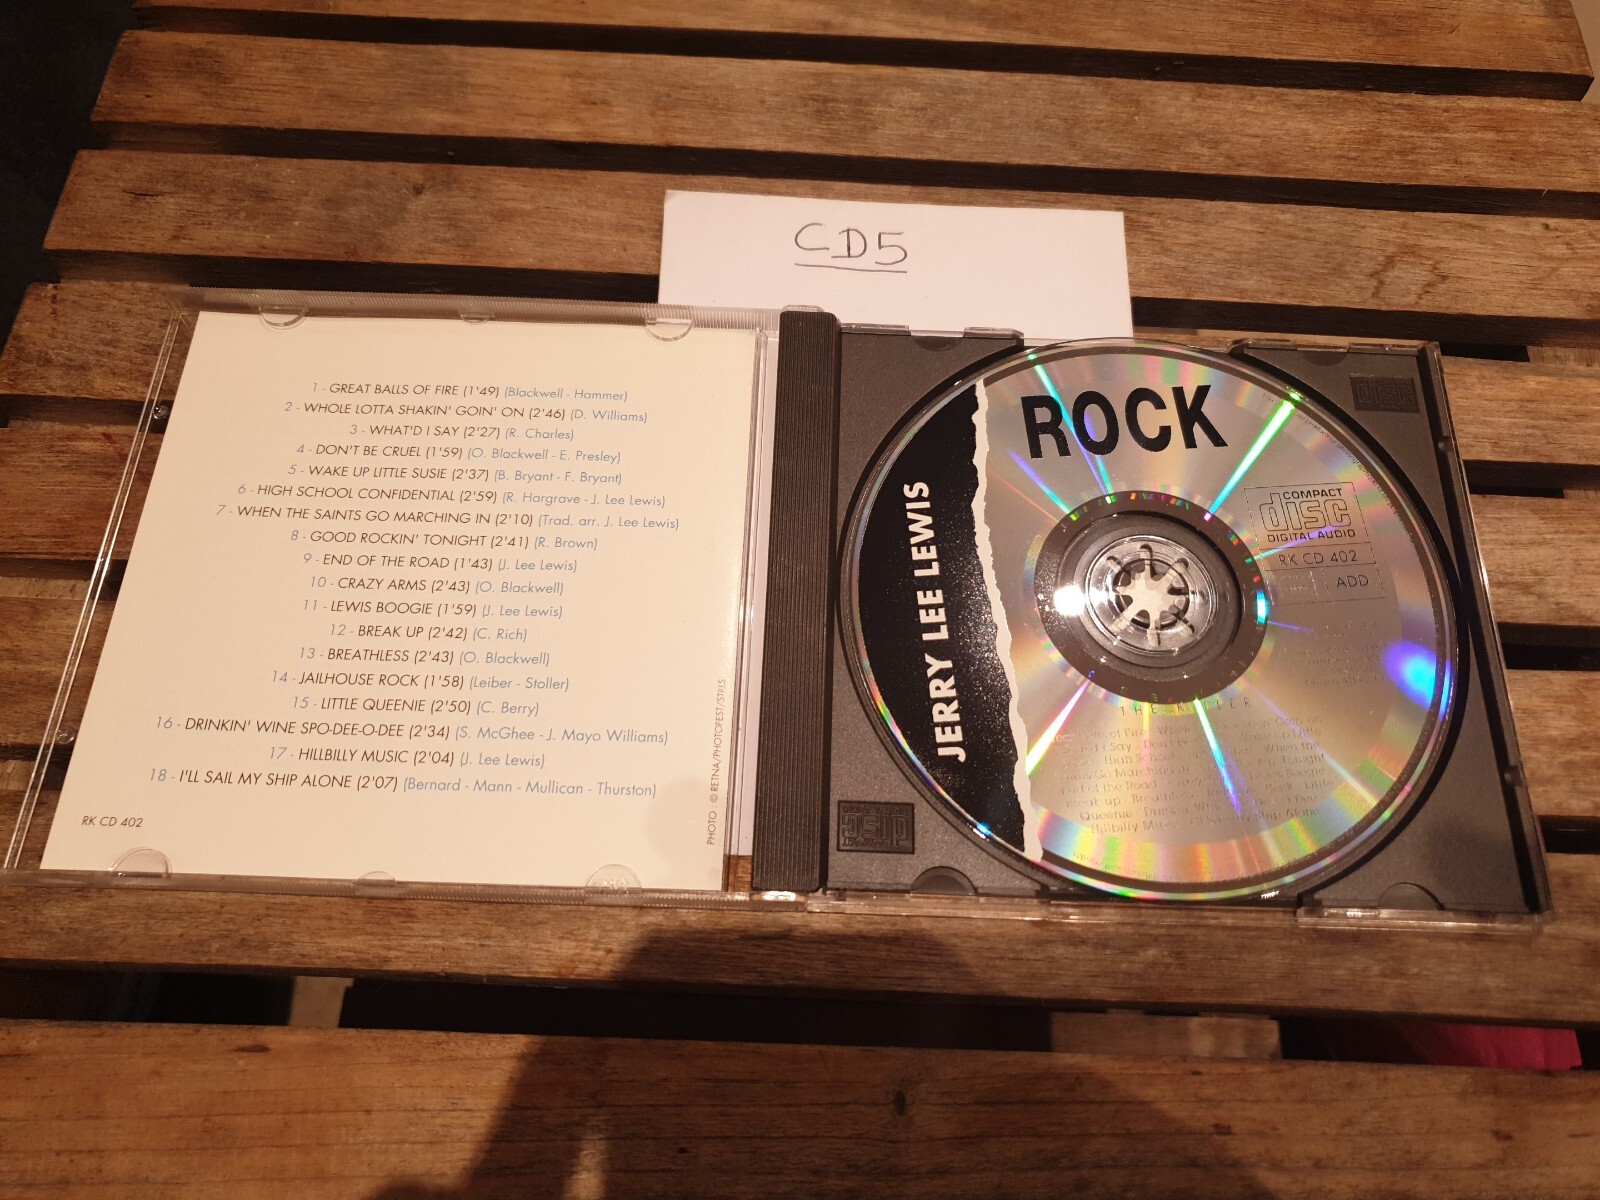 CD5
1 - GREAT BALLS OF FIRE (1'49) (Blackwell - Hammer)
2 - WHOLE LOTTA SHAKIN' GOIN' ON (2'46) (D. Williams)
3 - WHAT'D I SAY (2'27) (R. Charles)
4 - DON'T BE CRUEL (1'59) (O. Blackwell - E. Presley)
5 - WAKE UP LITTLE SUSIE (2'37) (B. Bryant - F. Bryant)
6 - HIGH SCHOOL CONFIDENTIAL (2'59) (R. Hargrave - J. Lee Lewis)
7 - WHEN THE SAINTS GO MARCHING IN (2'10) (Trad. arr. J. Lee Lewis)
8 - GOOD ROCKIN' TONIGHT (2'41) (R. Brown)
9 - END OF THE ROAD (1'43) (J. Lee Lewis)
10 - CRAZY ARMS (2'43) (O. Blackwell)
11 - LEWIS BOOGIE (1'59) (J. Lee Lewis)
12 - BREAK UP (2'42) (C. Rich)
13 - BREATHLESS (2'43) (O. Blackwell)
14 - JAILHOUSE ROCK (1'58) (Leiber - Stoller)
15 - LITTLE QUEENIE (2'50) (C. Berry)
16 - DRINKIN' WINE SPO-DEE-O-DEE (2'34) (S. McGhee - J. Mayo Williams)
17 - HILLBILLY MUSIC (2'04) (J. Lee Lewis)
18 - I'LL SAIL MY SHIP ALONE (2'07) (Bernard - Mann - Mullican - Thurston)
RK CD 402
PHOTO : © RETNA/PHOTOFEST/STILLS
ROCK
JERRY LEE LEWIS
COMPACT
disc
DIGITAL AUDIO
RK CD 402
ADD
THE KILLER